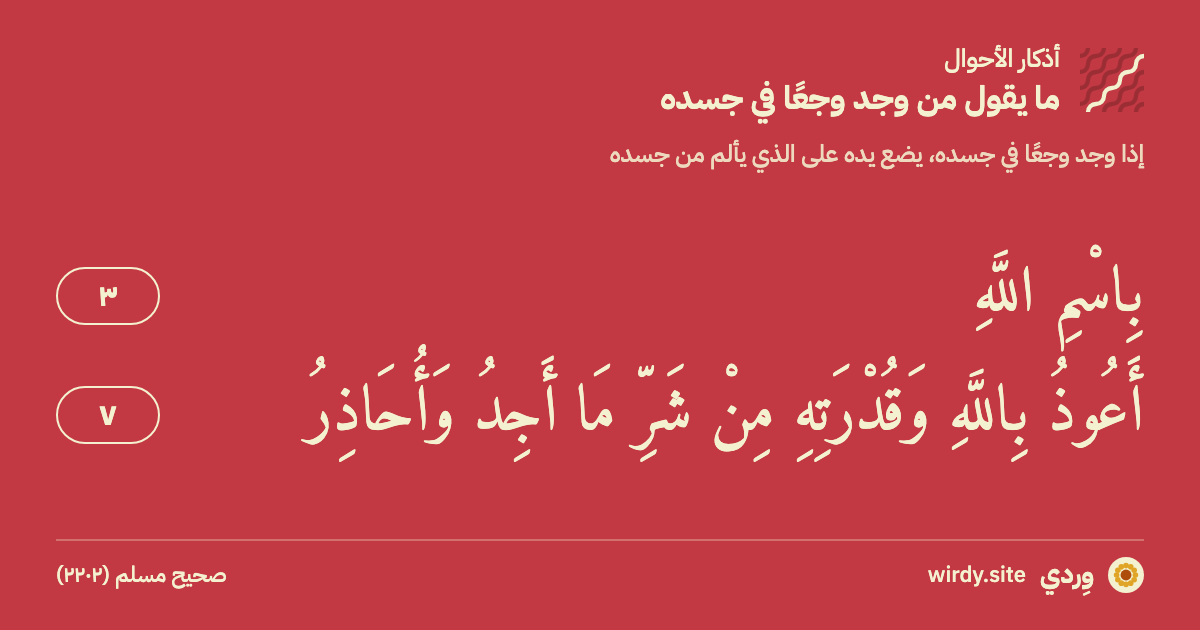 أذكار الأحوال
ما يقول من وجد وجعًا في جسده
إذا وجد وجعًا في جسده، يضع يده على الذي يألم من جسده
بِاسْمِ اللَّهِ
٣
أَعُوذُ بِاللَّهِ وَقُدْرَتِهِ مِنْ شَرِّ مَا أَجِدُ وَأُحَاذِرُ
٧
وِردي wirdy.site
صحيح مسلم (٢٢٠٢)